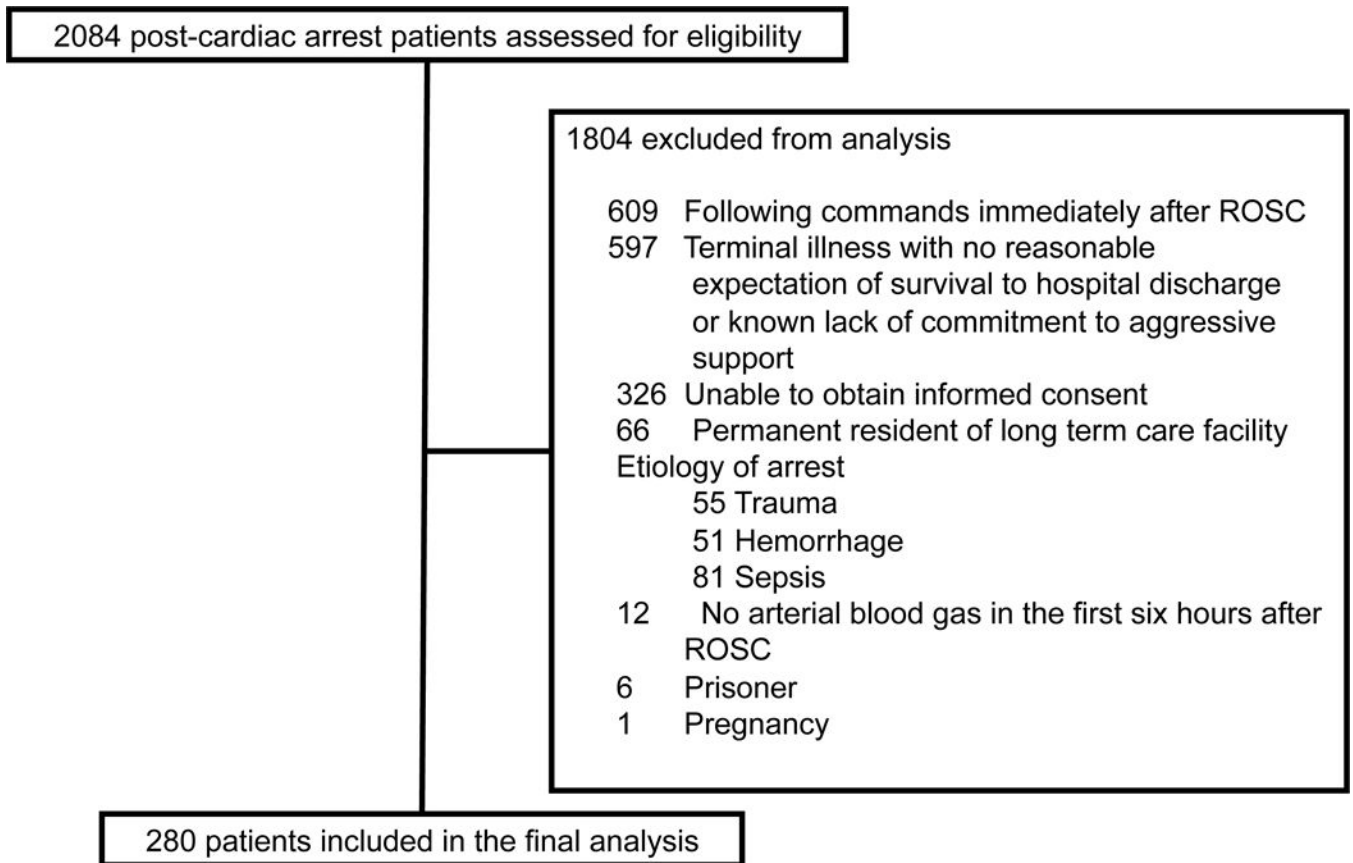 2084 post-cardiac arrest patients assessed for eligibility
1804 excluded from analysis
609 Following commands immediately after ROSC
597 Terminal illness with no reasonable
expectation of survival to hospital discharge
or known lack of commitment to aggressive
support
326 Unable to obtain informed consent
66 Permanent resident of long term care facility
Etiology of arrest
55 Trauma
51 Hemorrhage
81 Sepsis
12 No arterial blood gas in the first six hours after
ROSC
6 Prisoner
1 Pregnancy
280 patients included in the final analysis